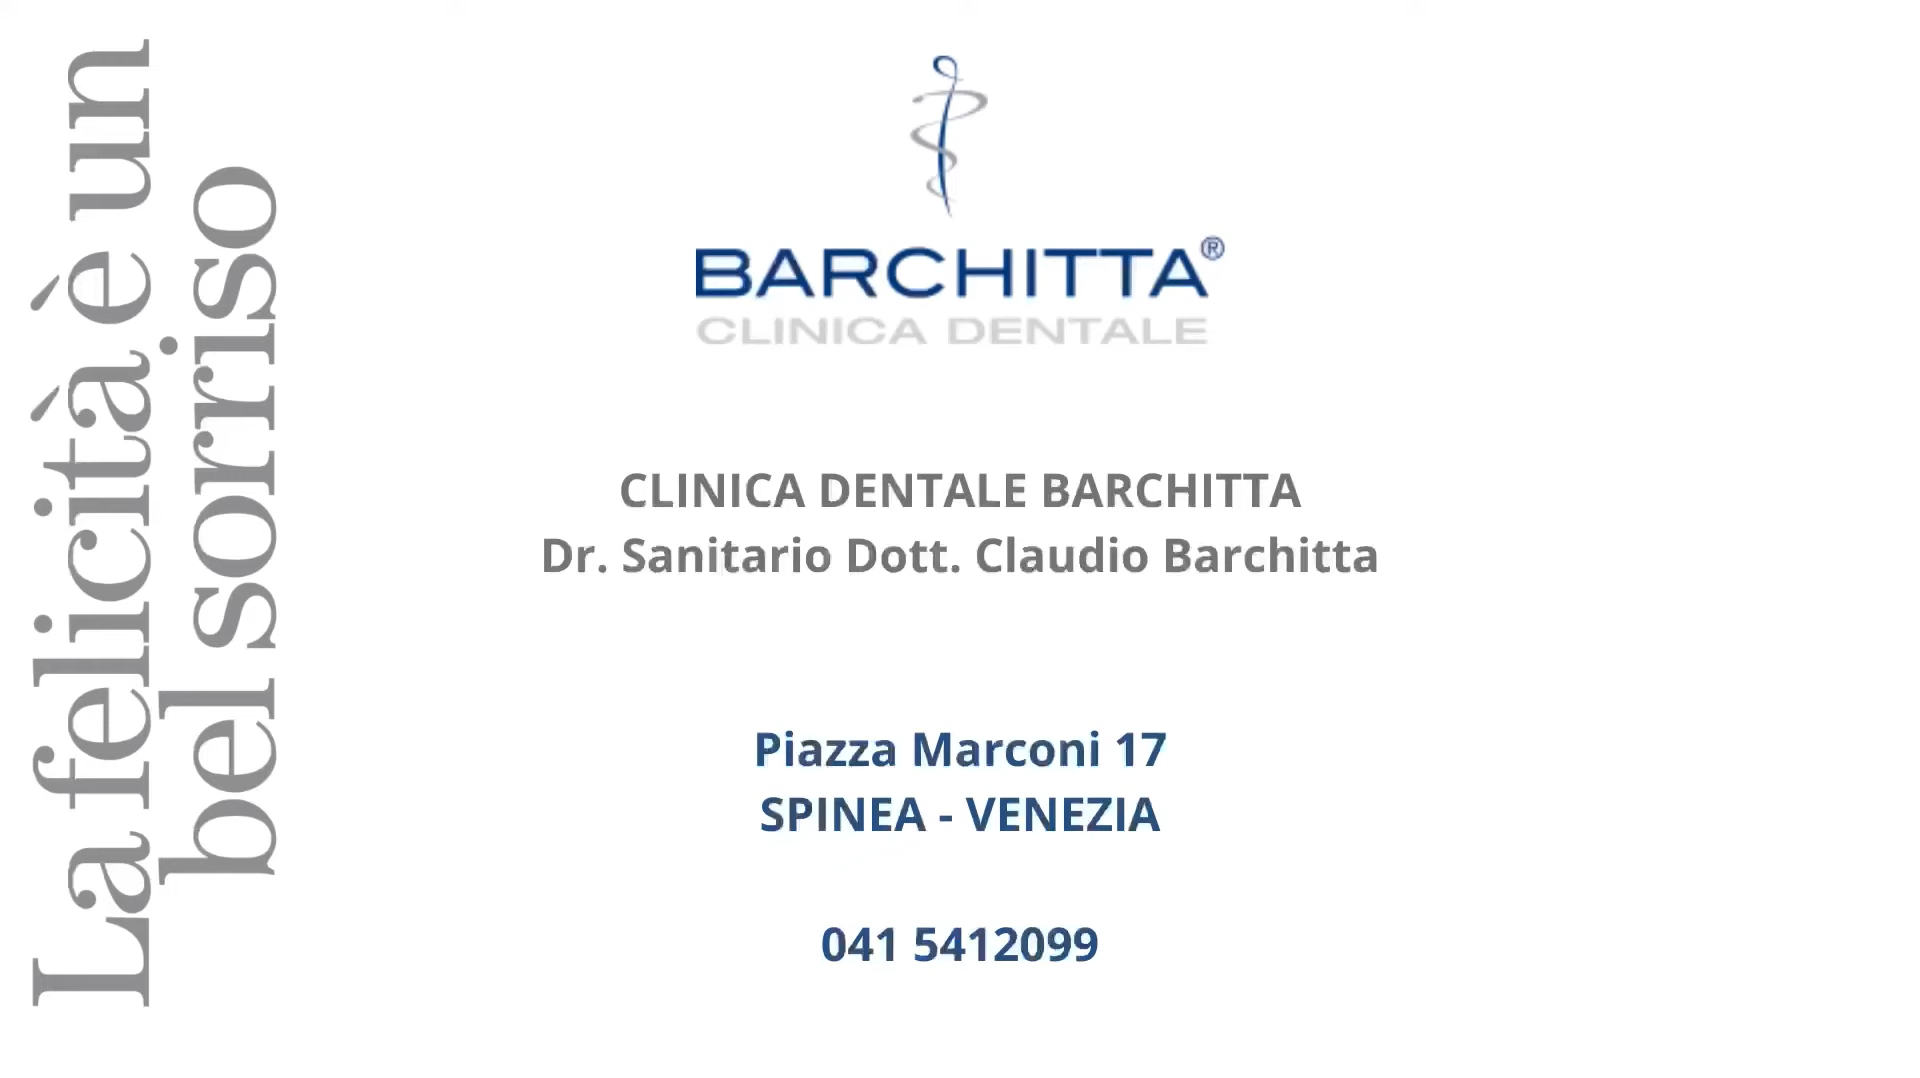 La felicità è un
bel sorriso
BARCHITTA®
CLINICA DENTALE
CLINICA DENTALE BARCHITTA
Dr. Sanitario Dott. Claudio Barchitta
Piazza Marconi 17
SPINEA - VENEZIA
041 5412099